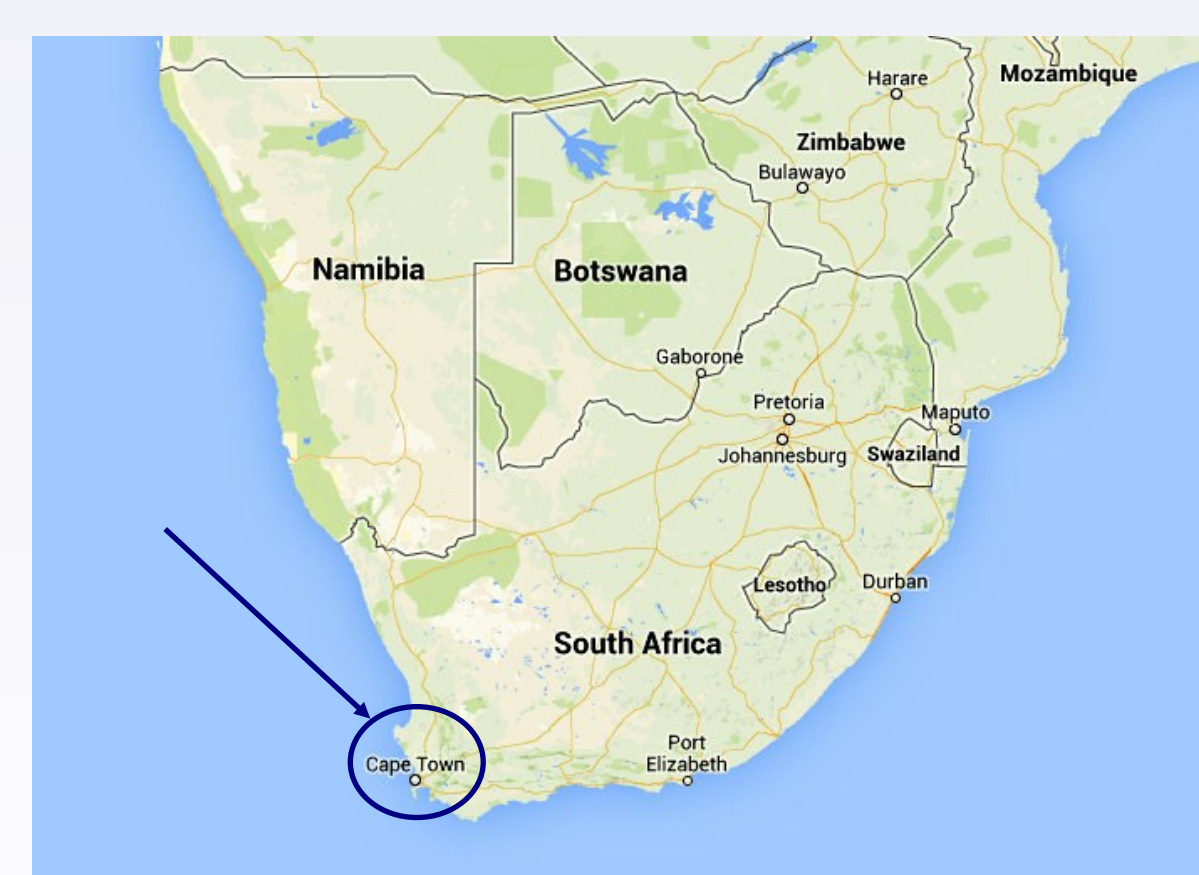 Harare
Mozambique
Zimbabwe
Bulawayo
Namibia
Botswana
Gaborone
Pretoria
Maputo
Johannesburg
Swaziland
Lesotho
Durban
South Africa
Port
Elizabeth
Cape Town